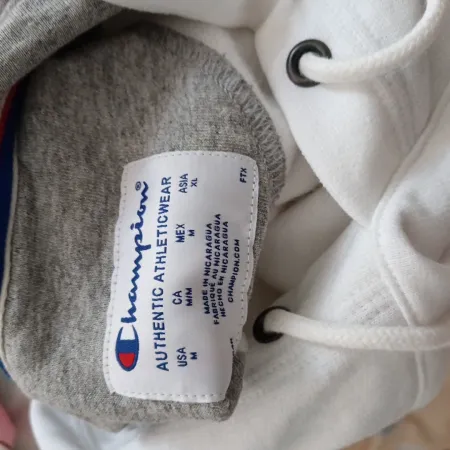 Champion®
AUTHENTIC ATHLETICWEAR
USA CA MEX ASIA
M M/M M XL
MADE IN NICARAGUA
FABRIQUÉ AU NICARAGUA
HECHO EN NICARAGUA
CHAMPION.COM
FTX